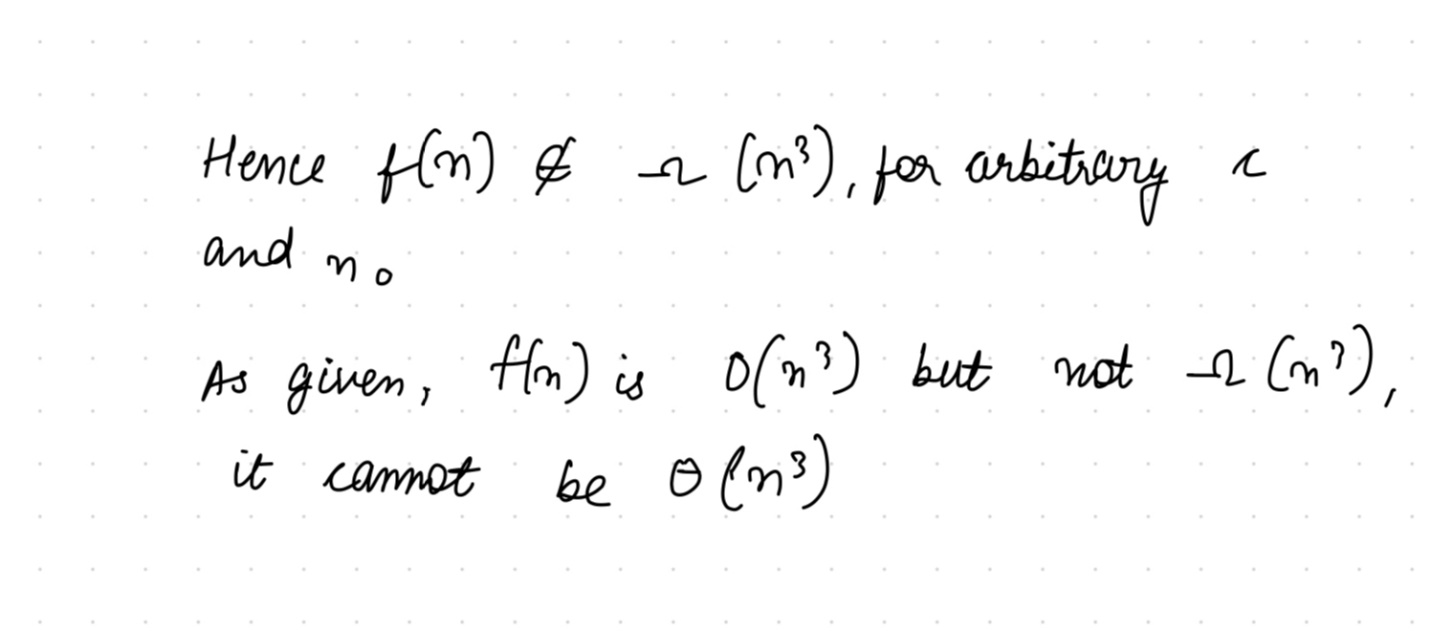 Hence f(n) ∉ Ω (n³), for arbitrary c
and n₀
As given, f(n) is O(n³) but not Ω (n³),
it cannot be Θ (n³)